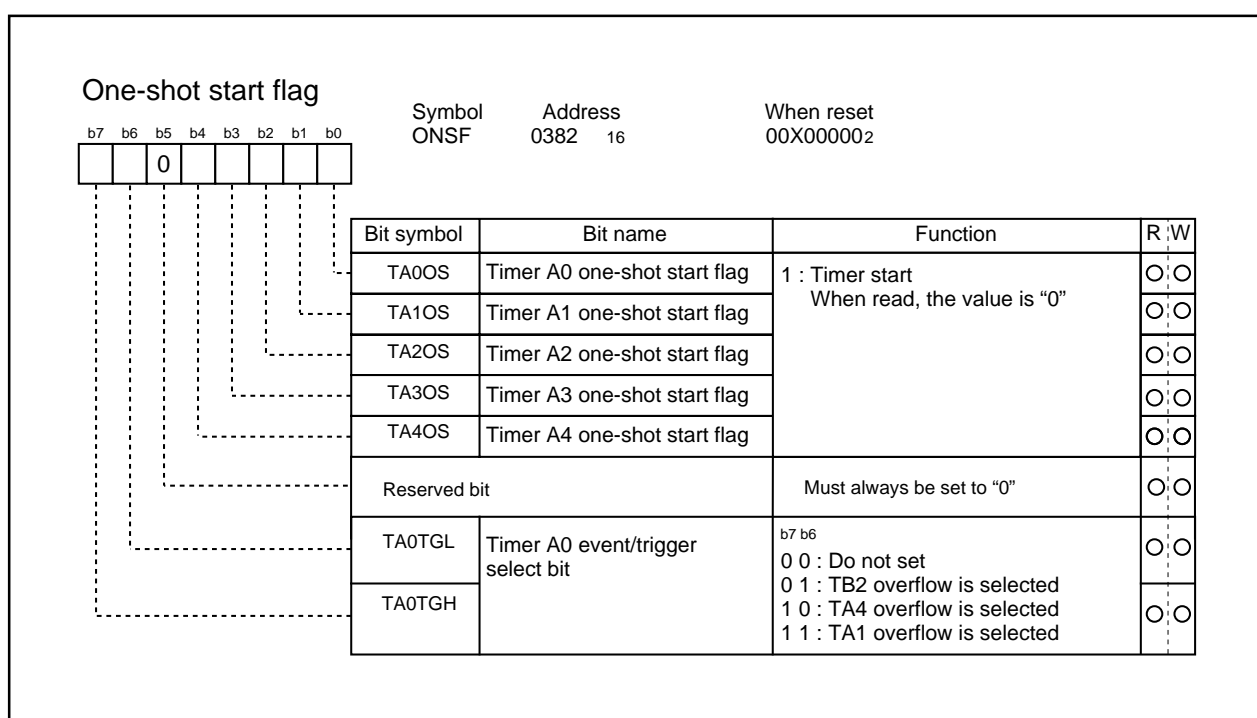 One-shot start flag
Symbol Address When reset
ONSF 0382 16 00X000002
b7 b6 b5 b4 b3 b2 b1 b0
0
Bit symbol Bit name Function R W
TA0OS Timer A0 one-shot start flag 1 : Timer start
When read, the value is “0”
TA1OS Timer A1 one-shot start flag
TA2OS Timer A2 one-shot start flag
TA3OS Timer A3 one-shot start flag
TA4OS Timer A4 one-shot start flag
Reserved bit Must always be set to “0”
TA0TGL Timer A0 event/trigger
select bit
TA0TGH
b7 b6
0 0 : Do not set
0 1 : TB2 overflow is selected
1 0 : TA4 overflow is selected
1 1 : TA1 overflow is selected